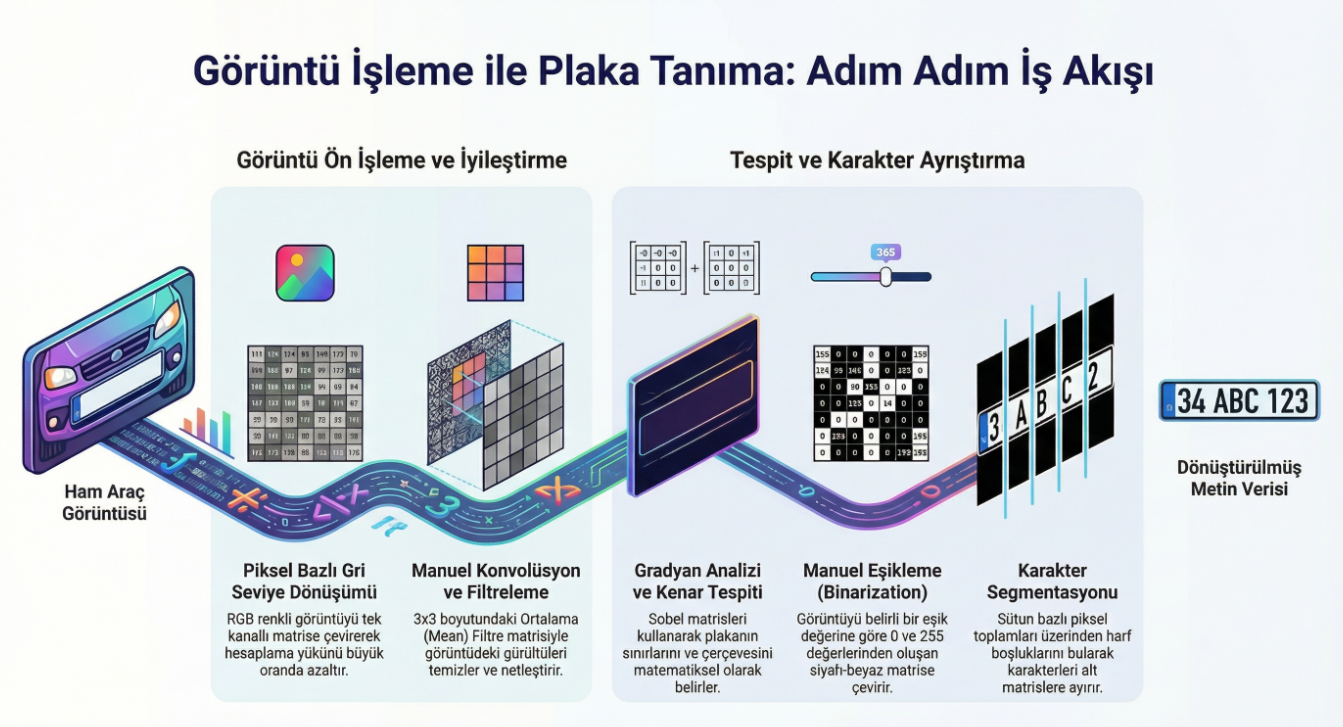 Görüntü İşleme ile Plaka Tanıma: Adım Adım İş Akışı
Görüntü Ön İşleme ve İyileştirme
Tespit ve Karakter Ayrıştırma
365
3 A B C 2
34 ABC 123
Ham Araç
Görüntüsü
Dönüştürülmüş
Metin Verisi
Piksel Bazlı Gri
Seviye Dönüşümü
RGB renkli görüntüyü tek
kanallı matrise çevirerek
hesaplama yükünü büyük
oranda azaltır.
Manuel Konvolüsyon
ve Filtreleme
3x3 boyutundaki Ortalama
(Mean) Filtre matrisiyle
görüntüdeki gürültüleri
temizler ve netleştirir.
Gradyan Analizi
ve Kenar Tespiti
Sobel matrisleri
kullanarak plakanın
sınırlarını ve çerçevesini
matematiksel olarak
belirler.
Manuel Eşikleme
(Binarization)
Görüntüyü belirli bir eşik
değerine göre 0 ve 255
değerlerinden oluşan
siyah-beyaz matrise
çevirir.
Karakter
Segmentasyonu
Sütun bazlı piksel
toplamları üzerinden harf
boşluklarını bularak
karakterleri alt
matrislere ayırır.